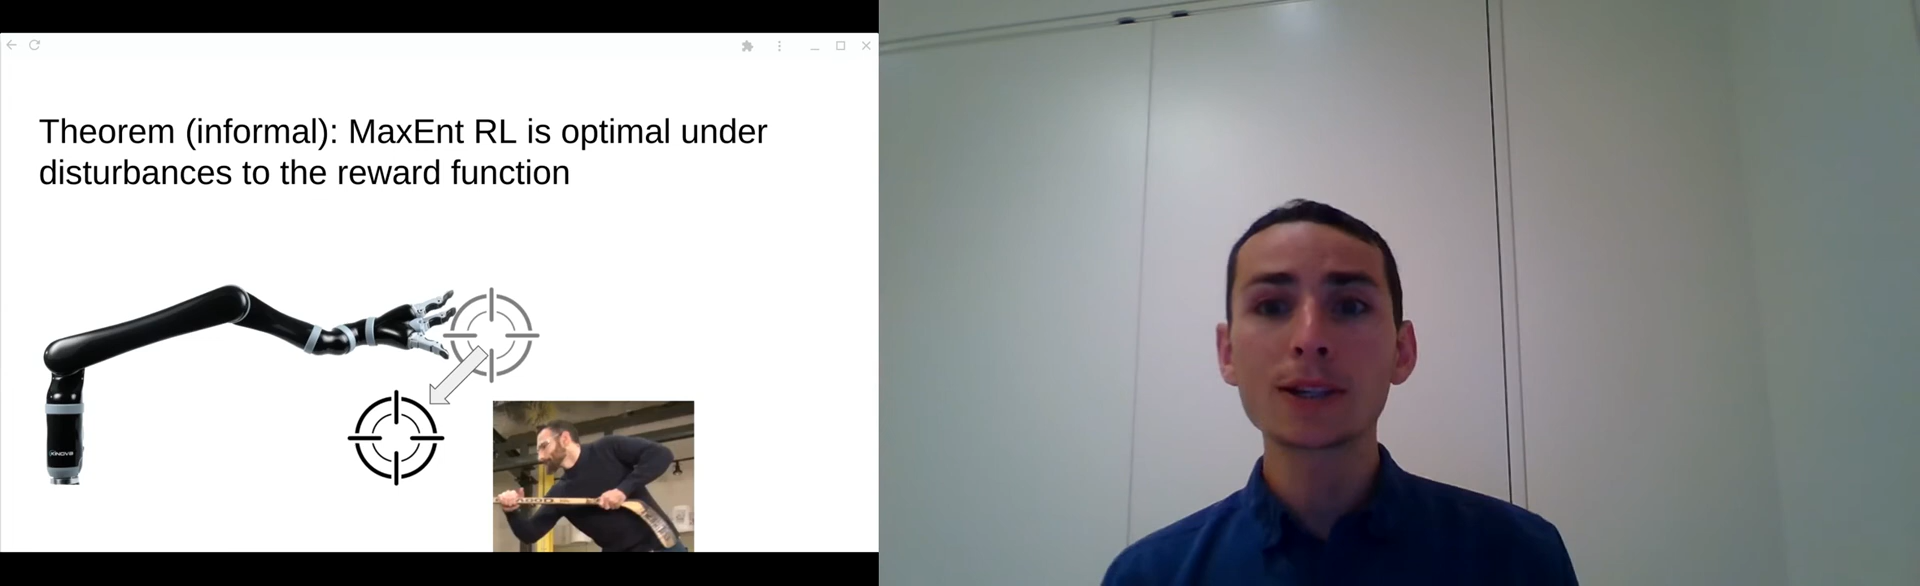 Theorem (informal): MaxEnt RL is optimal under
disturbances to the reward function
KINOVA